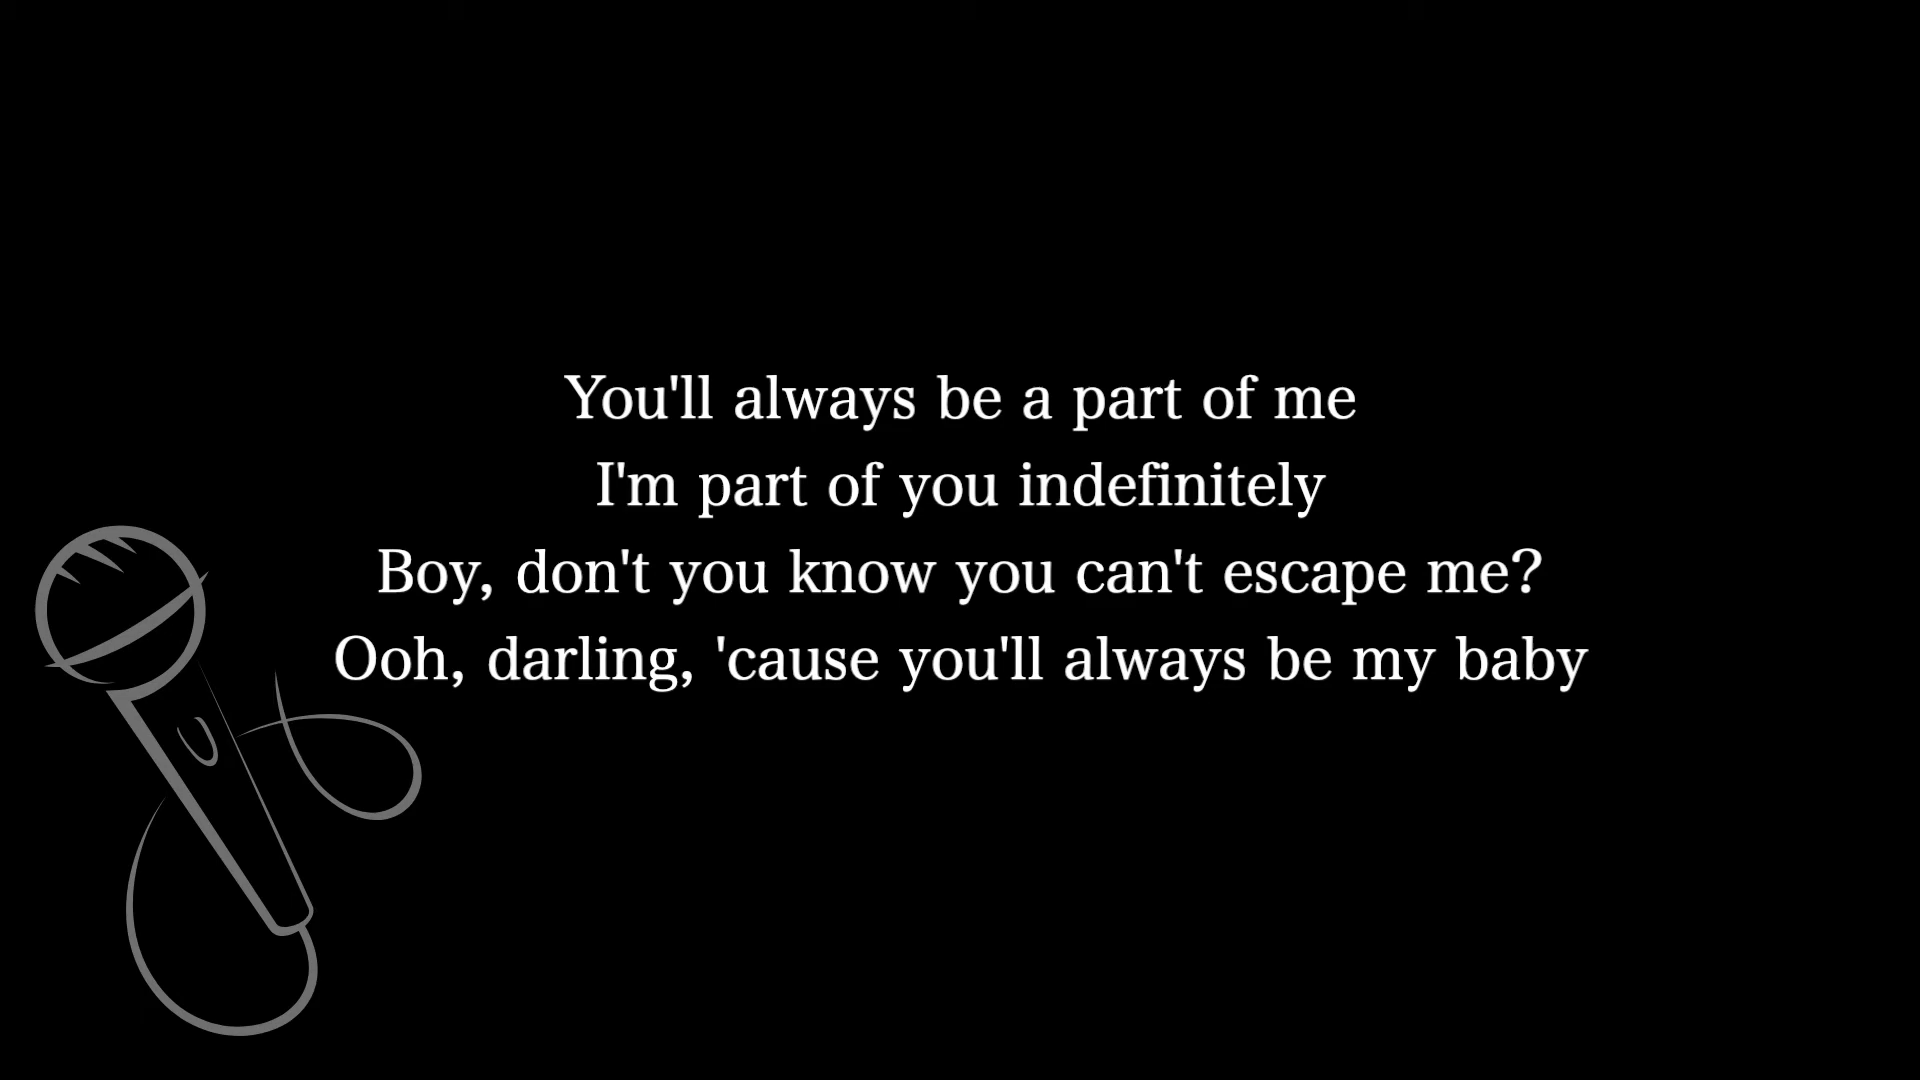 You'll always be a part of me
I'm part of you indefinitely
Boy, don't you know you can't escape me?
Ooh, darling, 'cause you'll always be my baby